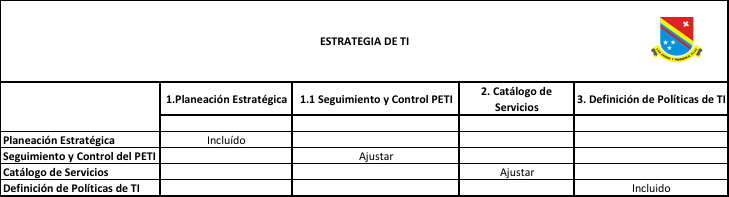 ESTRATEGIA DE TI
1.Planeación Estratégica 1.1 Seguimiento y Control PETI 2. Catálogo de Servicios 3. Definición de Políticas de TI
Planeación Estratégica Incluído
Seguimiento y Control del PETI Ajustar
Catálogo de Servicios Ajustar
Definición de Políticas de TI Incluido